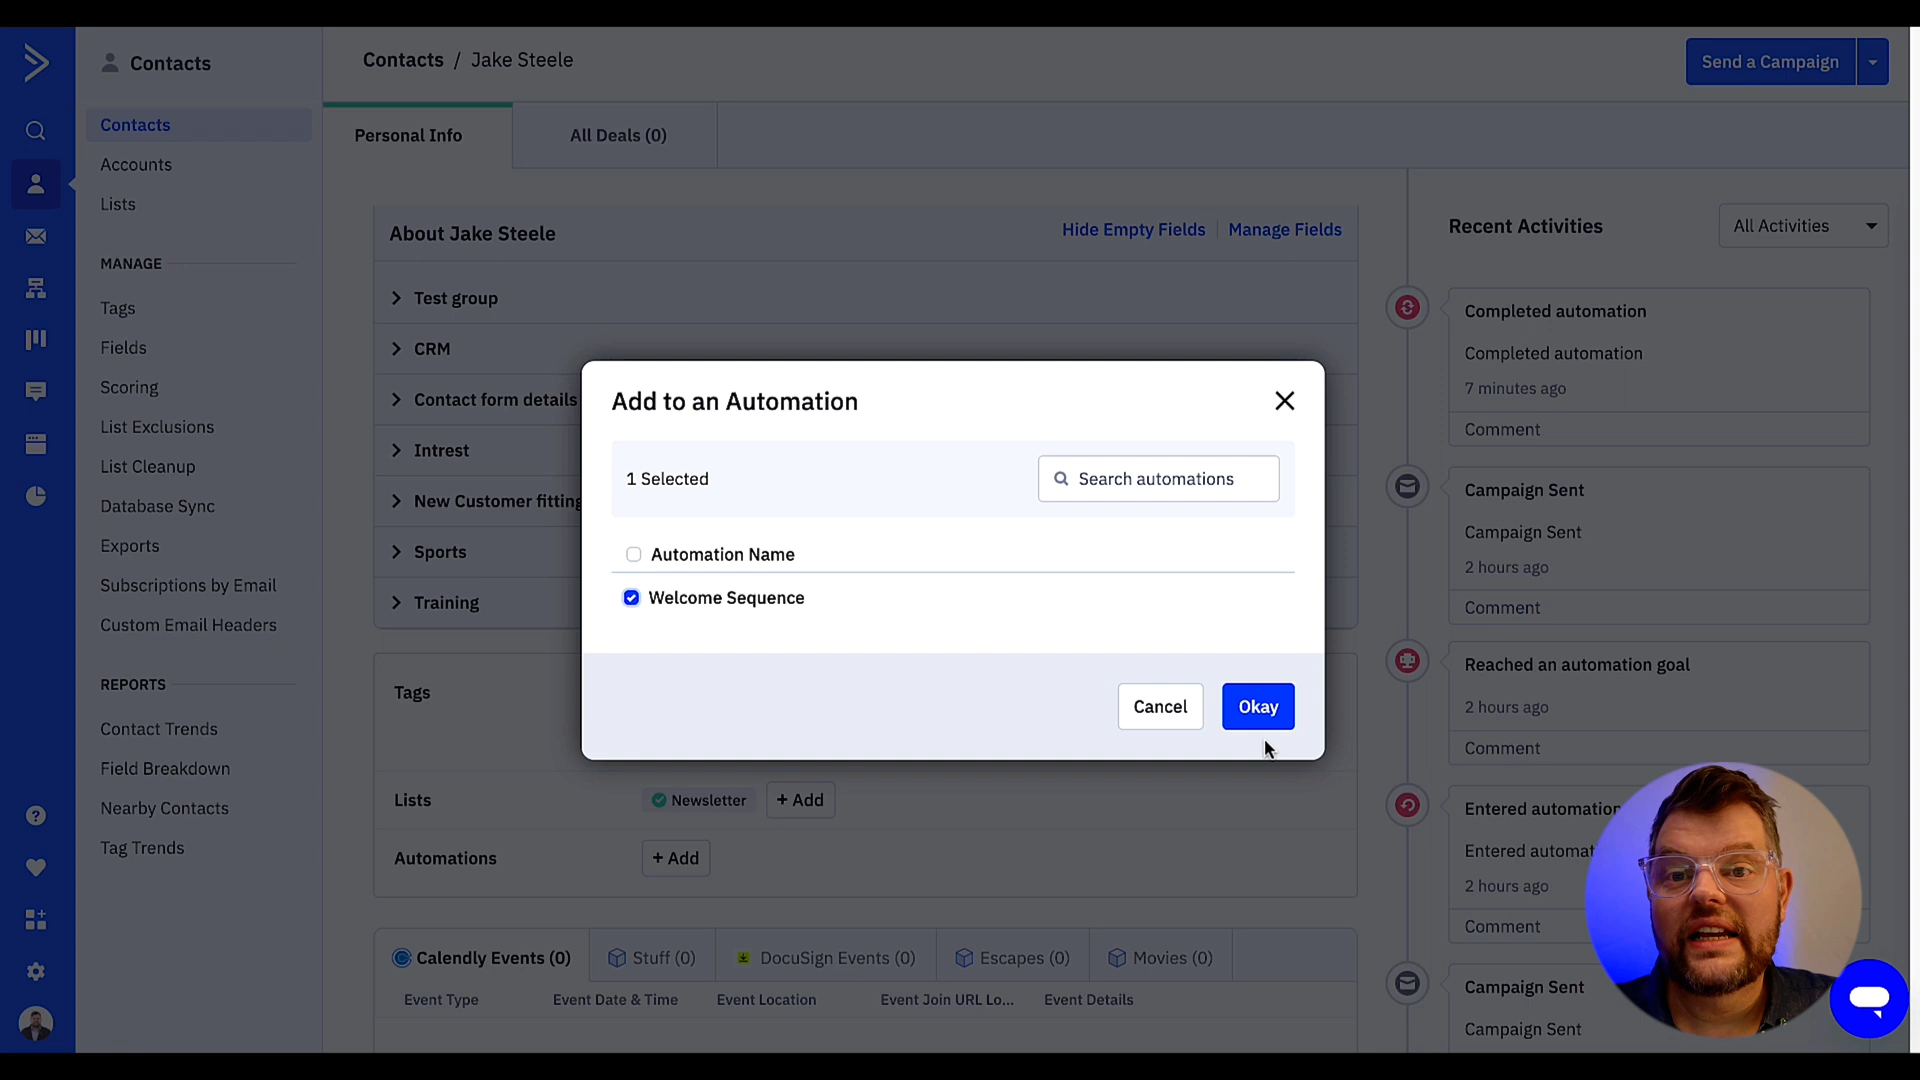 Contacts
Contacts
Accounts
Lists
MANAGE
Tags
Fields
Scoring
List Exclusions
List Cleanup
Database Sync
Exports
Subscriptions by Email
Custom Email Headers
REPORTS
Contact Trends
Field Breakdown
Nearby Contacts
Tag Trends
Contacts / Jake Steele
Send a Campaign
Personal Info
All Deals (0)
About Jake Steele
Hide Empty Fields
Manage Fields
Test group
CRM
Contact form details
Intrest
New Customer fitting
Sports
Training
Add to an Automation
1 Selected
Search automations
Automation Name
Welcome Sequence
Cancel
Okay
Tags
Lists
Newsletter
+ Add
Automations
+ Add
Calendly Events (0)
Stuff (0)
DocuSign Events (0)
Escapes (0)
Movies (0)
Event Type
Event Date & Time
Event Location
Event Join URL Lo...
Event Details
Recent Activities
All Activities
Completed automation
Completed automation
7 minutes ago
Comment
Campaign Sent
Campaign Sent
2 hours ago
Comment
Reached an automation goal
2 hours ago
Comment
Entered automation
Entered automat
2 hours ago
Comment
Campaign Sent
Campaign Sent